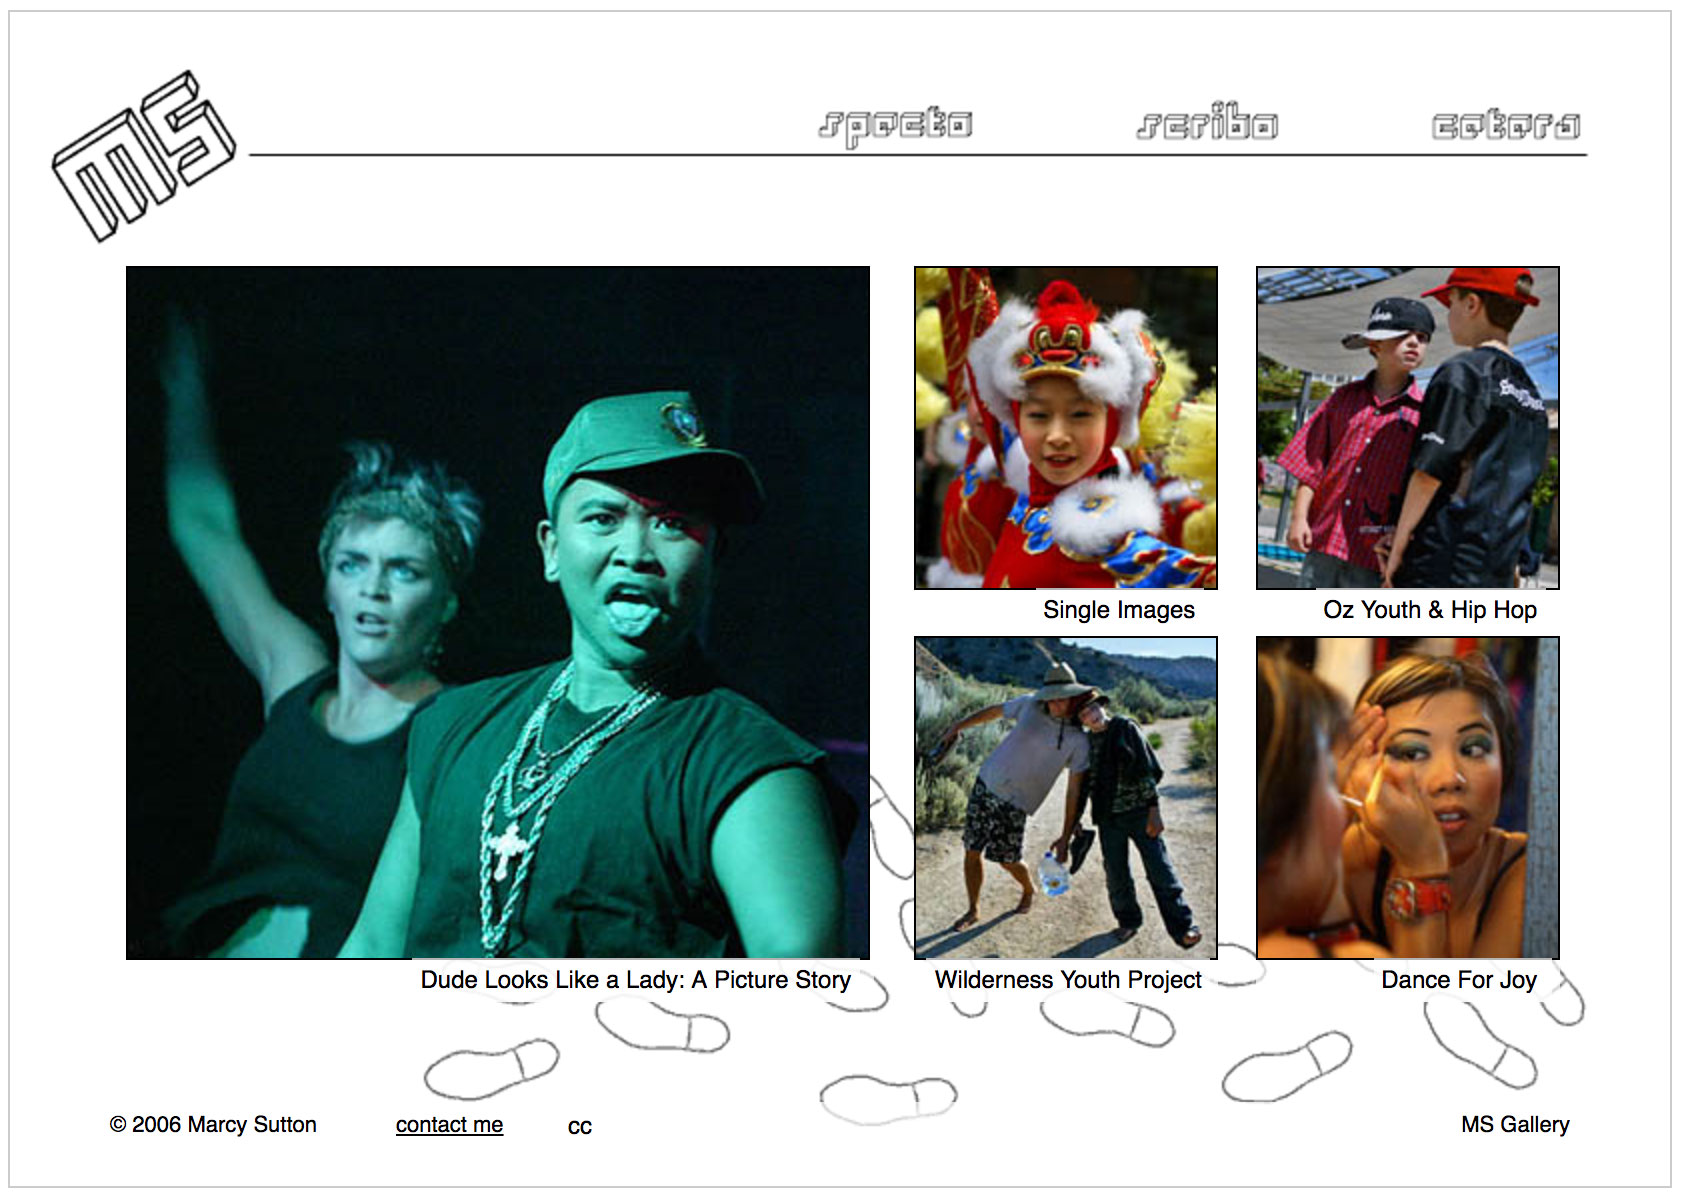 MS
specto
scribo
cetera
Single Images
Oz Youth & Hip Hop
Dude Looks Like a Lady: A Picture Story
Wilderness Youth Project
Dance For Joy
© 2006 Marcy Sutton
contact me
cc
MS Gallery